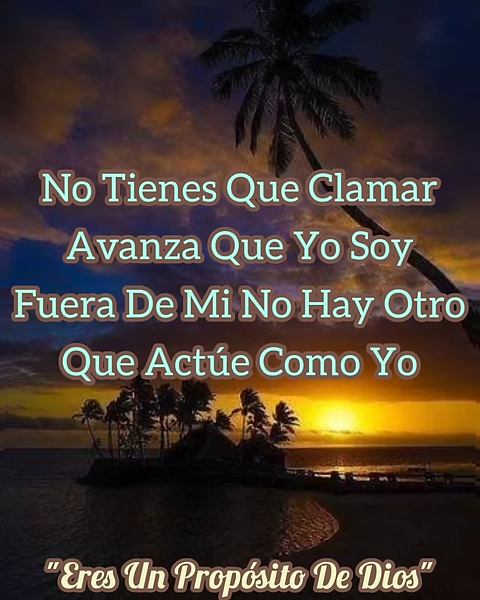 No Tienes Que Clamar
Avanza Que Yo Soy
Fuera De Mi No Hay Otro
Que Actúe Como Yo
"Eres Un Propósito De Dios"